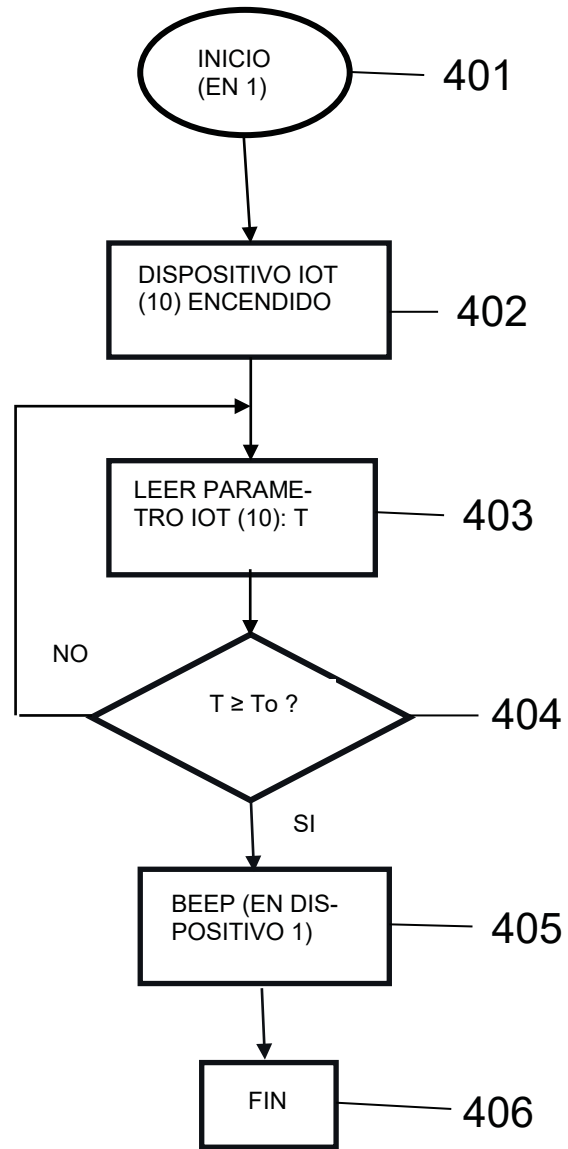 INICIO
(EN 1)
401
DISPOSITIVO IOT
(10) ENCENDIDO
402
LEER PARAME-
TRO IOT (10): T
403
NO
T ≥ To ?
404
SI
BEEP (EN DIS-
POSITIVO 1)
405
FIN
406